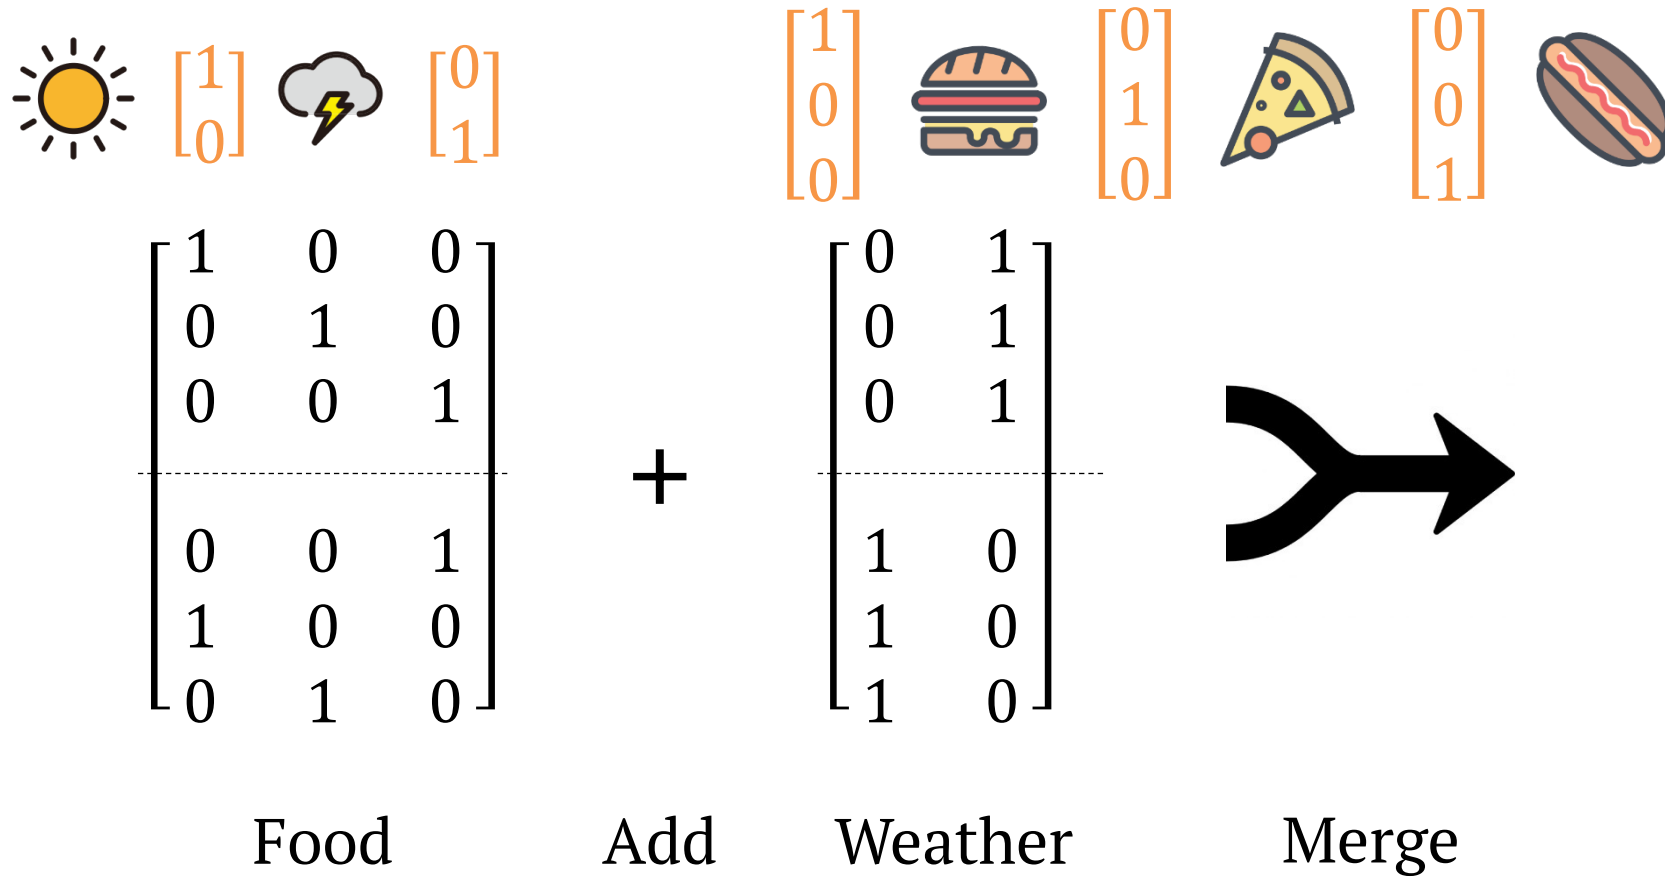 [1 0] [0 1] [1 0 0] [0 1 0] [0 0 1]
1 0 0 0 1
0 1 0 0 1
0 0 1 0 1
+
0 0 1 1 0
1 0 0 1 0
0 1 0 1 0
Food Add Weather Merge